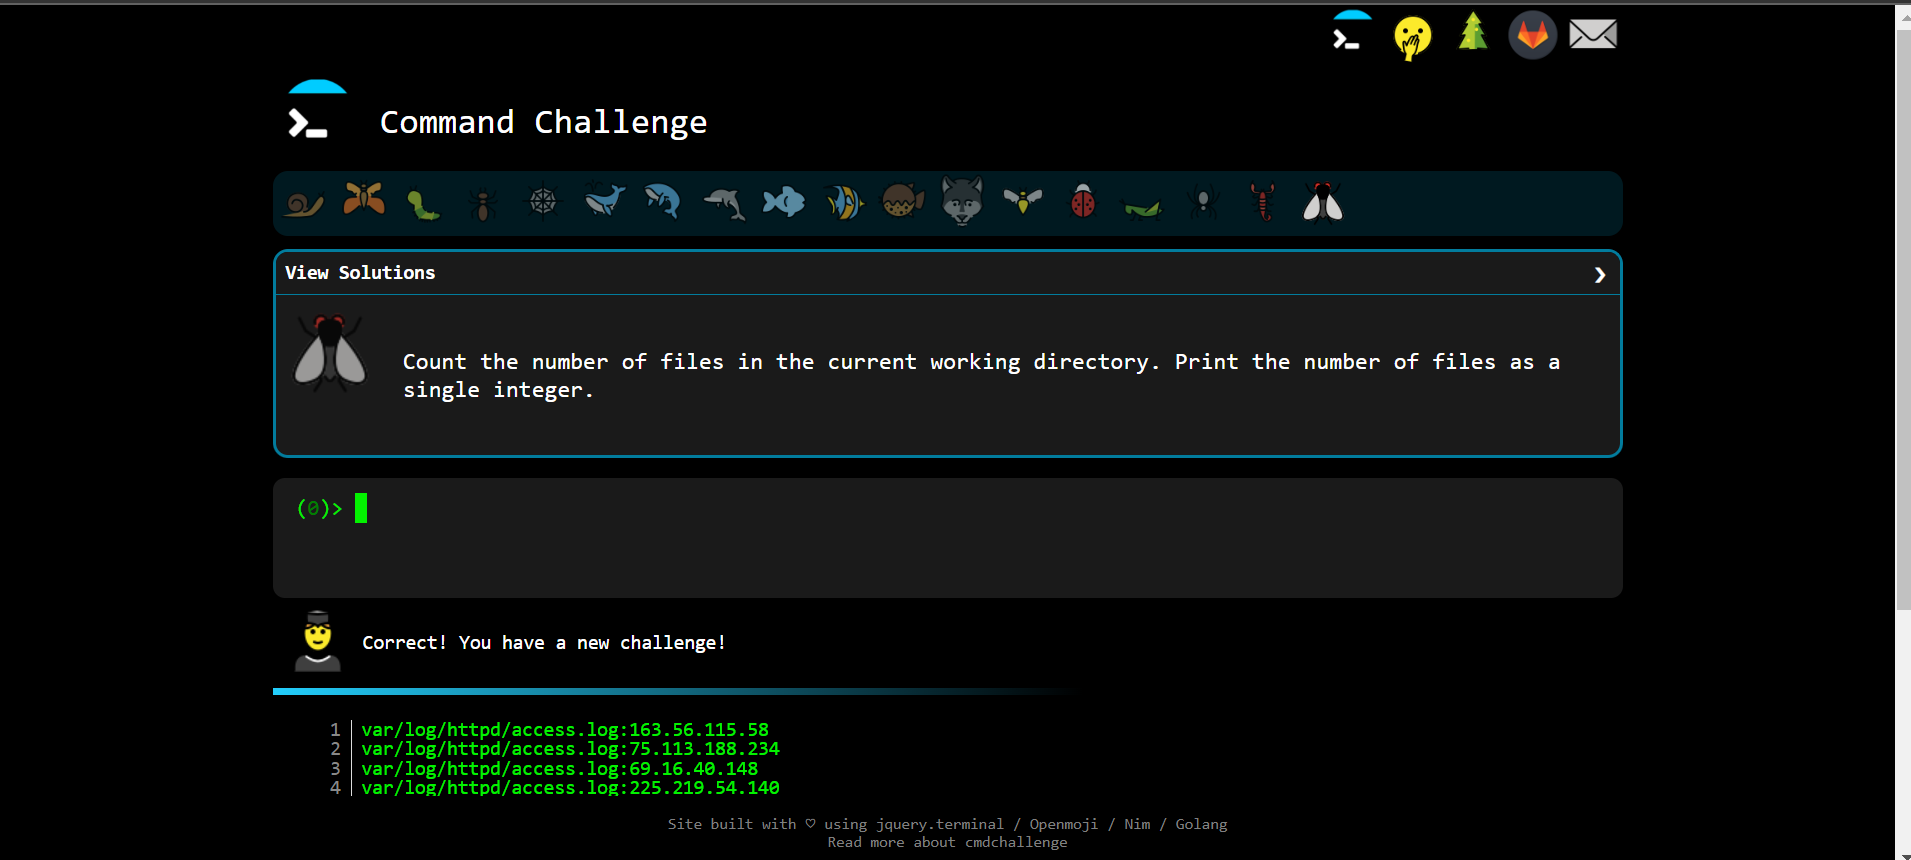 Command Challenge
View Solutions
Count the number of files in the current working directory. Print the number of files as a
single integer.
(0)>
Correct! You have a new challenge!
1 var/log/httpd/access.log:163.56.115.58
2 var/log/httpd/access.log:75.113.188.234
3 var/log/httpd/access.log:69.16.40.148
4 var/log/httpd/access.log:225.219.54.140
Site built with ♡ using jquery.terminal / Openmoji / Nim / Golang
Read more about cmdchallenge